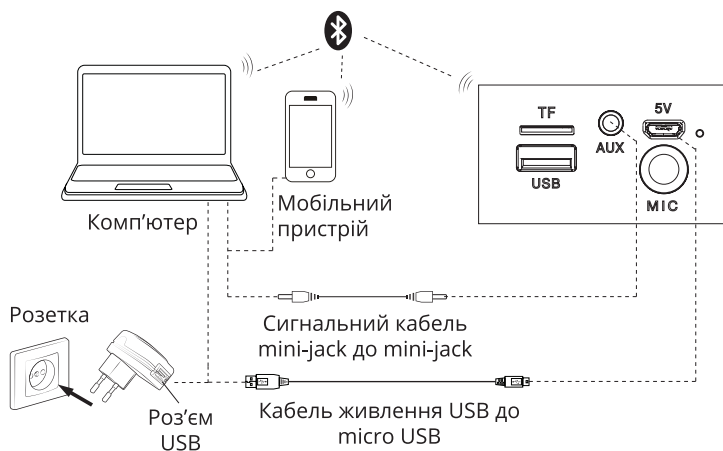 TF
5V
AUX
USB
MIC
Комп’ютер
Мобільний
пристрій
Розетка
Сигнальний кабель
mini-jack до mini-jack
Роз’єм
USB
Кабель живлення USB до
micro USB